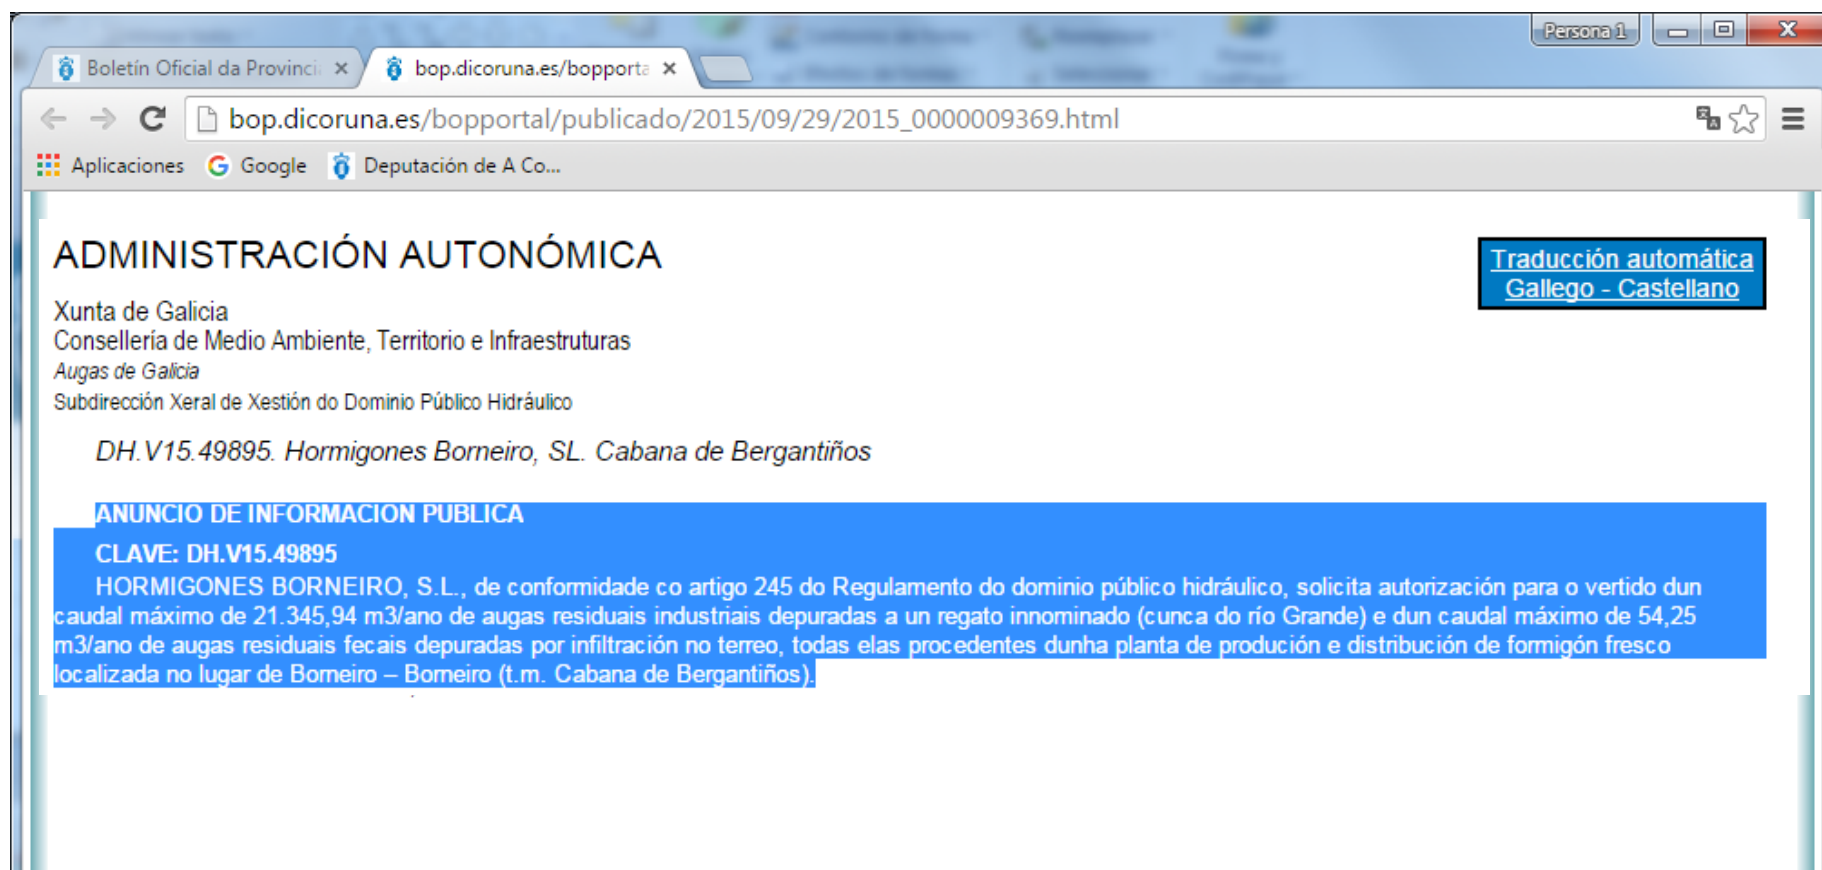 Persona 1
Boletín Oficial da Provinci
bop.dicoruna.es/bopporta
bop.dicoruna.es/bopportal/publicado/2015/09/29/2015_0000009369.html
Aplicaciones Google Deputación de A Co...
ADMINISTRACIÓN AUTONÓMICA
Traducción automática
Gallego - Castellano
Xunta de Galicia
Consellería de Medio Ambiente, Territorio e Infraestruturas
Augas de Galicia
Subdirección Xeral de Xestión do Dominio Público Hidráulico
DH.V15.49895. Hormigones Borneiro, SL. Cabana de Bergantiños
ANUNCIO DE INFORMACION PUBLICA
CLAVE: DH.V15.49895
HORMIGONES BORNEIRO, S.L., de conformidade co artigo 245 do Regulamento do dominio público hidráulico, solicita autorización para o vertido dun
caudal máximo de 21.345,94 m3/ano de augas residuais industriais depuradas a un regato innominado (cunca do río Grande) e dun caudal máximo de 54,25
m3/ano de augas residuais fecais depuradas por infiltración no terreo, todas elas procedentes dunha planta de produción e distribución de formigón fresco
localizada no lugar de Borneiro – Borneiro (t.m. Cabana de Bergantiños).